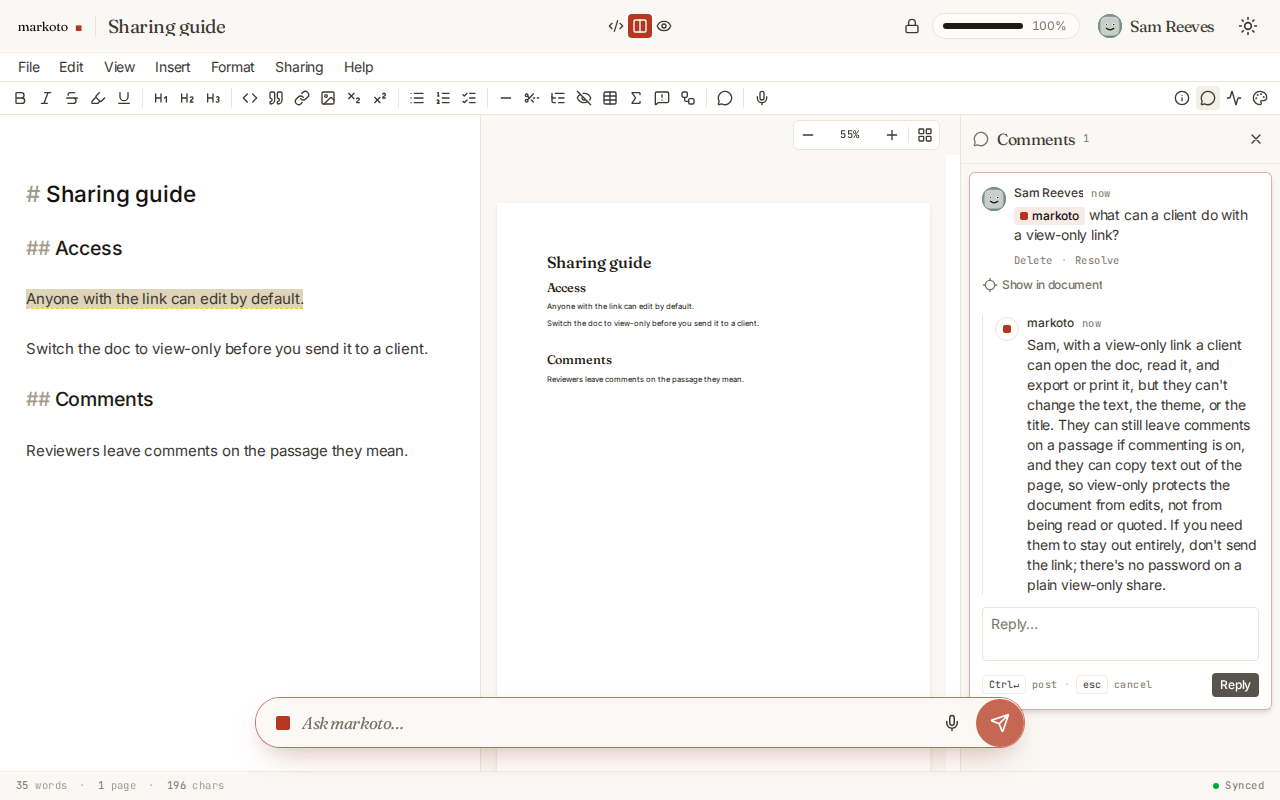 markoto
Sharing guide
100%
Sam Reeves
File Edit View Insert Format Sharing Help
H1 H2 H3
55%
Comments 1
# Sharing guide
## Access
Anyone with the link can edit by default.
Switch the doc to view-only before you send it to a client.
## Comments
Reviewers leave comments on the passage they mean.
Sharing guide
Access
Anyone with the link can edit by default.
Switch the doc to view-only before you send it to a client.
Comments
Reviewers leave comments on the passage they mean.
Sam Reeves now
markoto what can a client do with
a view-only link?
Delete · Resolve
Show in document
markoto now
Sam, with a view-only link a client
can open the doc, read it, and
export or print it, but they can't
change the text, the theme, or the
title. They can still leave comments
on a passage if commenting is on,
and they can copy text out of the
page, so view-only protects the
document from edits, not from
being read or quoted. If you need
them to stay out entirely, don't send
the link; there's no password on a
plain view-only share.
Reply...
Ctrl↵ post · esc cancel
Reply
Ask markoto...
35 words · 1 page · 196 chars
Synced